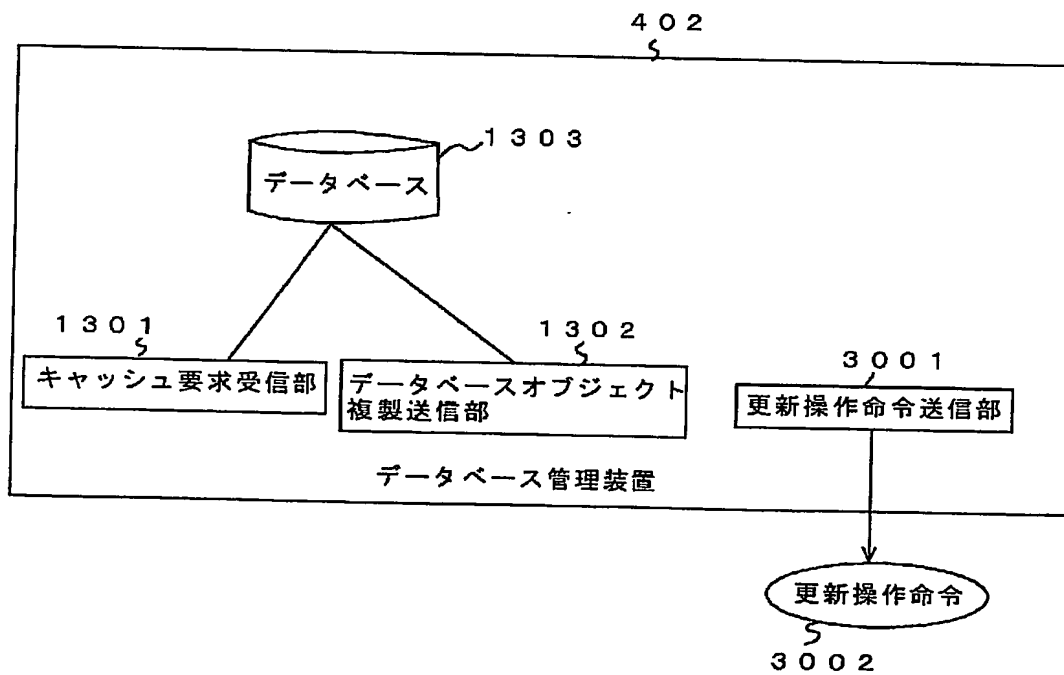 ４０２
１３０３
データベース
１３０１
１３０２
３００１
キャッシュ要求受信部
データベースオブジェクト
複製送信部
更新操作命令送信部
データベース管理装置
更新操作命令
３００２